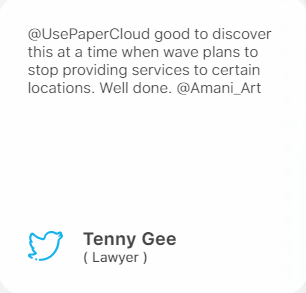 @UsePaperCloud good to discover
this at a time when wave plans to
stop providing services to certain
locations. Well done. @Amani_Art
Tenny Gee
( Lawyer )